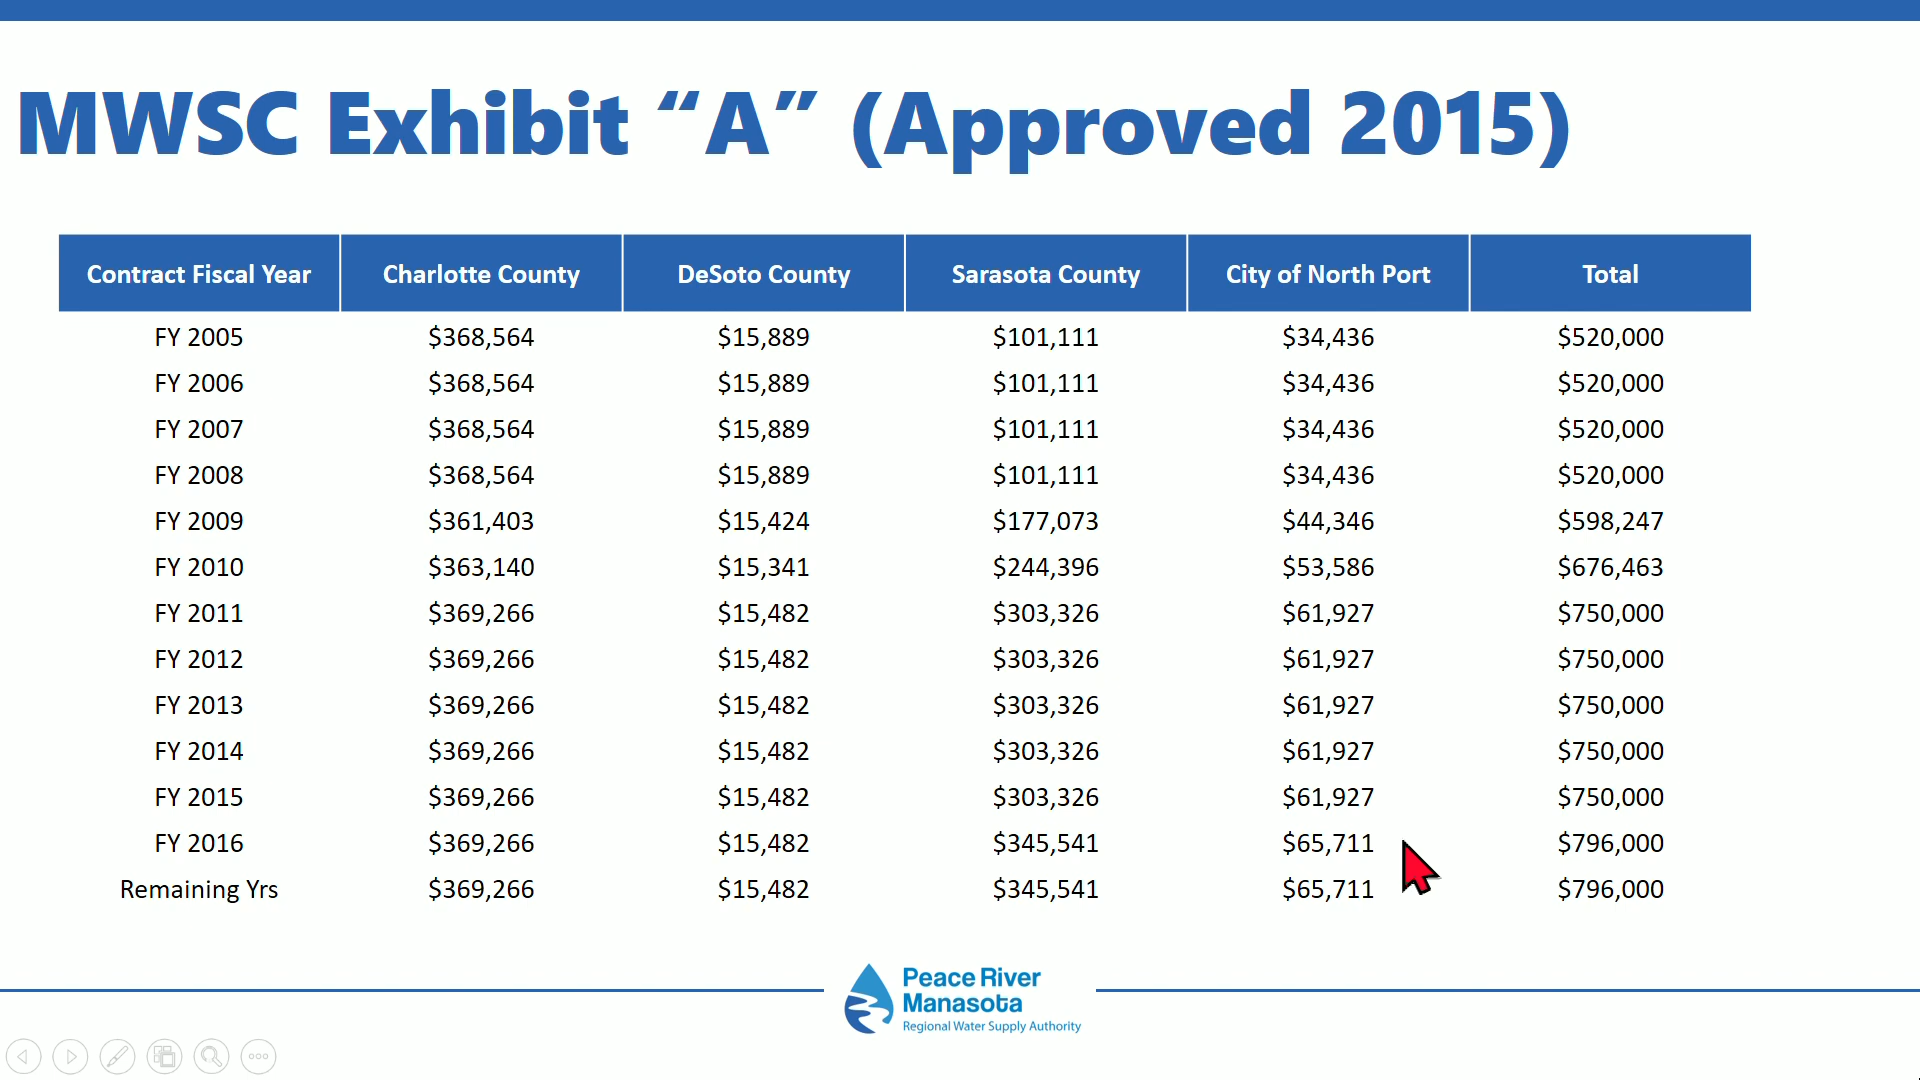 MWSC Exhibit “A” (Approved 2015)
Contract Fiscal Year Charlotte County DeSoto County Sarasota County City of North Port Total
FY 2005 $368,564 $15,889 $101,111 $34,436 $520,000
FY 2006 $368,564 $15,889 $101,111 $34,436 $520,000
FY 2007 $368,564 $15,889 $101,111 $34,436 $520,000
FY 2008 $368,564 $15,889 $101,111 $34,436 $520,000
FY 2009 $361,403 $15,424 $177,073 $44,346 $598,247
FY 2010 $363,140 $15,341 $244,396 $53,586 $676,463
FY 2011 $369,266 $15,482 $303,326 $61,927 $750,000
FY 2012 $369,266 $15,482 $303,326 $61,927 $750,000
FY 2013 $369,266 $15,482 $303,326 $61,927 $750,000
FY 2014 $369,266 $15,482 $303,326 $61,927 $750,000
FY 2015 $369,266 $15,482 $303,326 $61,927 $750,000
FY 2016 $369,266 $15,482 $345,541 $65,711 $796,000
Remaining Yrs $369,266 $15,482 $345,541 $65,711 $796,000
Peace River
Manasota
Regional Water Supply Authority